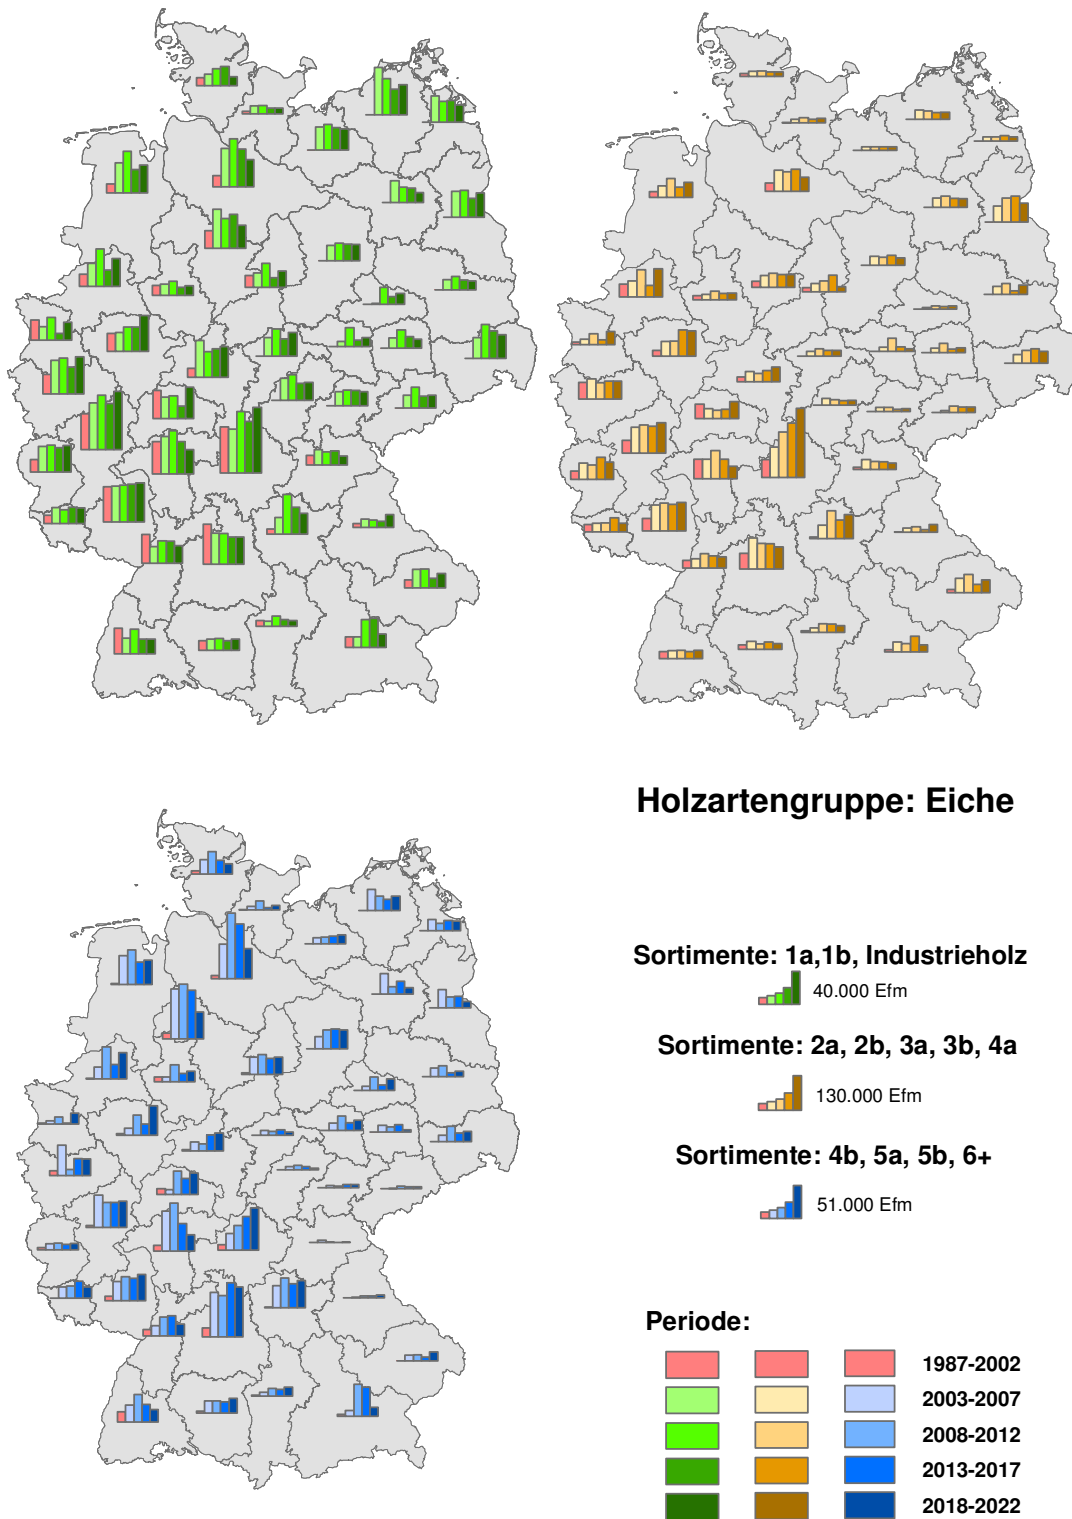 Holzartengruppe: Eiche
Sortimente: 1a,1b, Industrieholz
40.000 Efm
Sortimente: 2a, 2b, 3a, 3b, 4a
130.000 Efm
Sortimente: 4b, 5a, 5b, 6+
51.000 Efm
Periode:
1987-2002
2003-2007
2008-2012
2013-2017
2018-2022